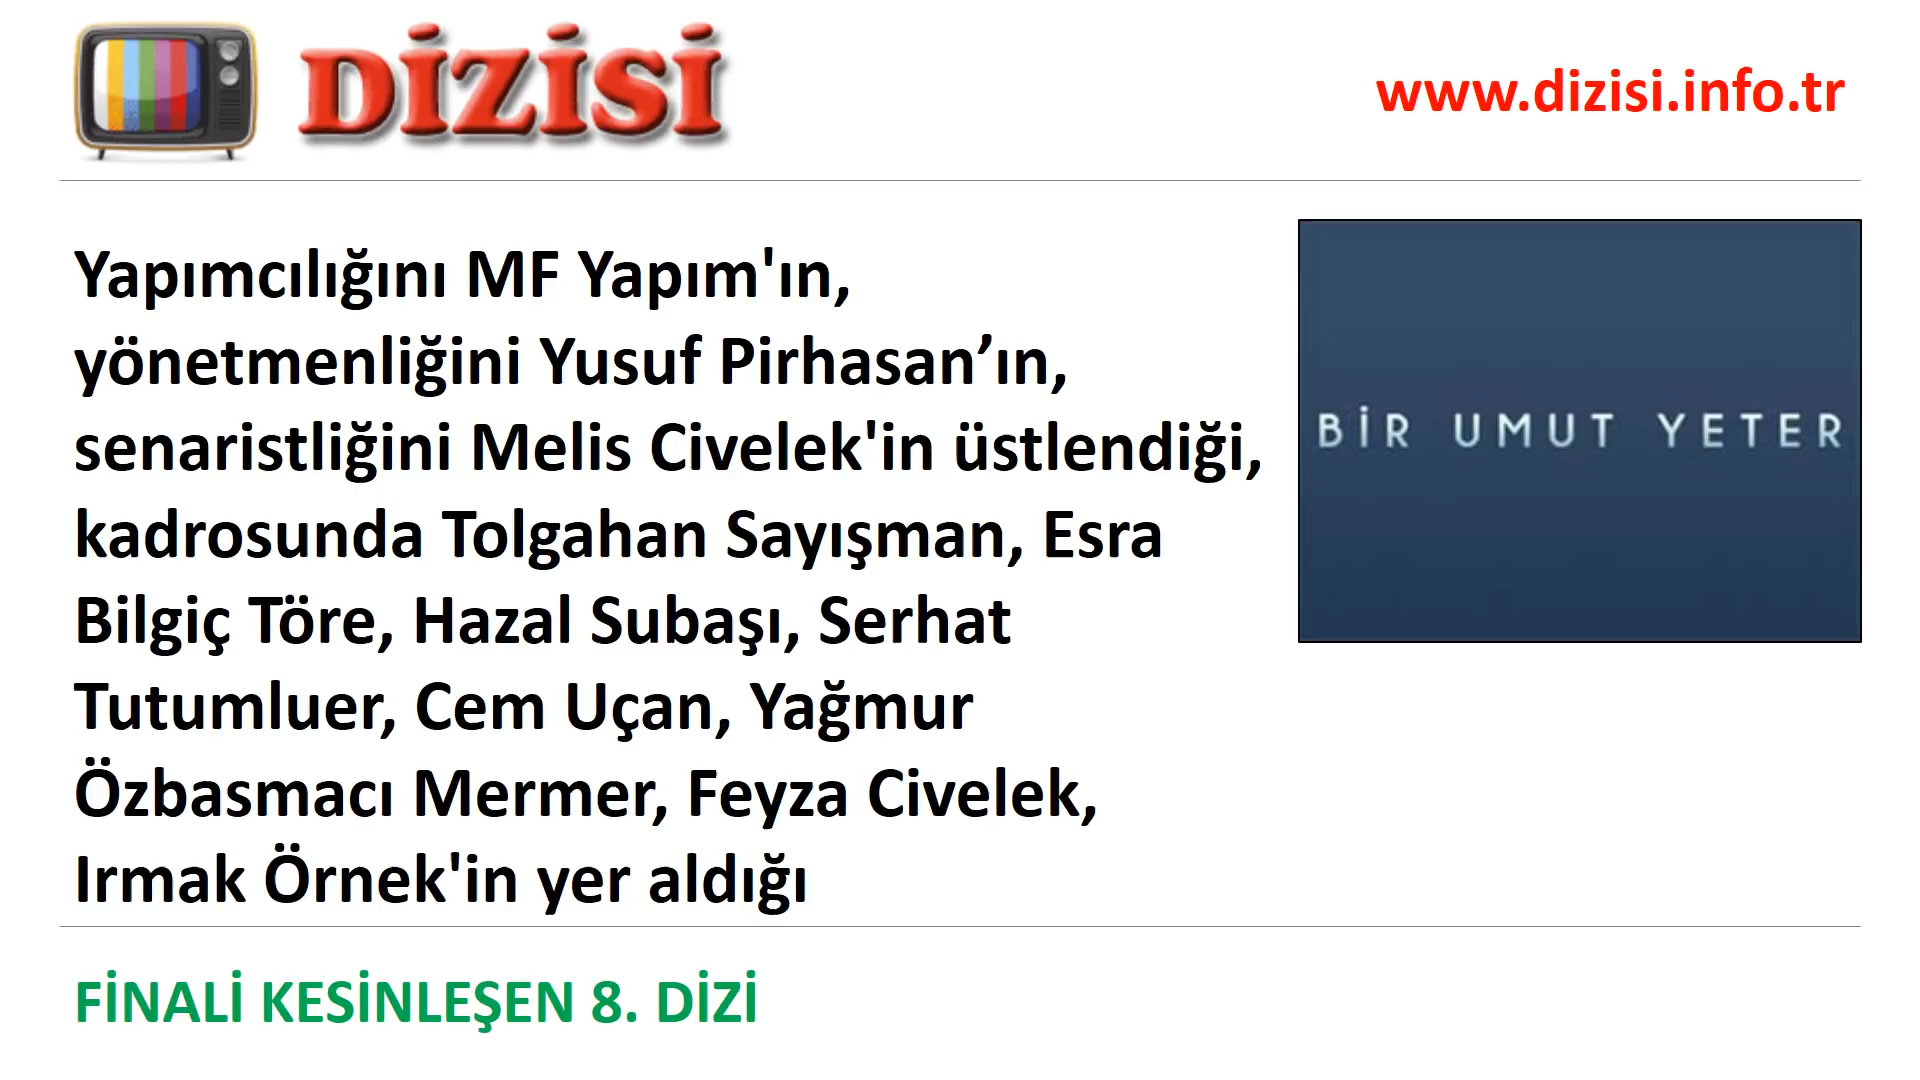 DİZİSİ
www.dizisi.info.tr
Yapımcılığını MF Yapım'ın,
yönetmenliğini Yusuf Pirhasan’ın,
senaristliğini Melis Civelek'in üstlendiği,
kadrosunda Tolgahan Sayışman, Esra
Bilgiç Töre, Hazal Subaşı, Serhat
Tutumluer, Cem Uçan, Yağmur
Özbasmacı Mermer, Feyza Civelek,
Irmak Örnek'in yer aldığı
BİR UMUT YETER
FİNALİ KESİNLEŞEN 8. DİZİ